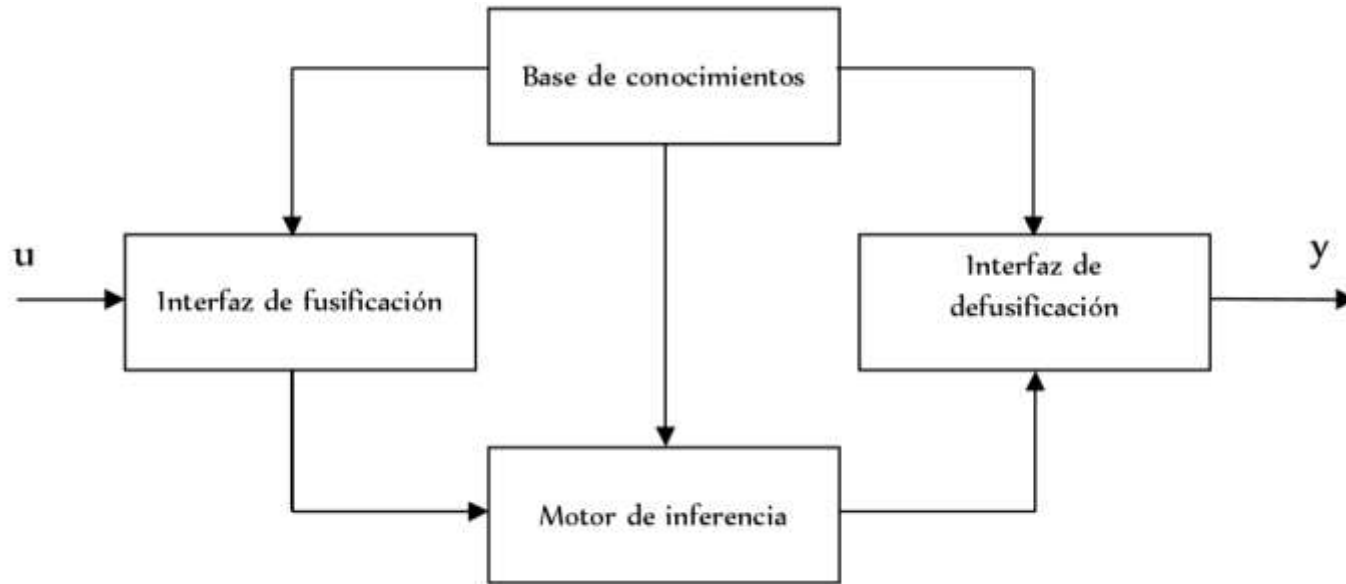 Base de conocimientos
u
Interfaz de fusificación
Interfaz de
defusificación
y
Motor de inferencia